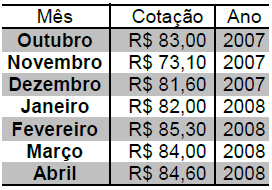 Mês Cotação Ano
Outubro R$ 83,00 2007
Novembro R$ 73,10 2007
Dezembro R$ 81,60 2007
Janeiro R$ 82,00 2008
Fevereiro R$ 85,30 2008
Março R$ 84,00 2008
Abril R$ 84,60 2008